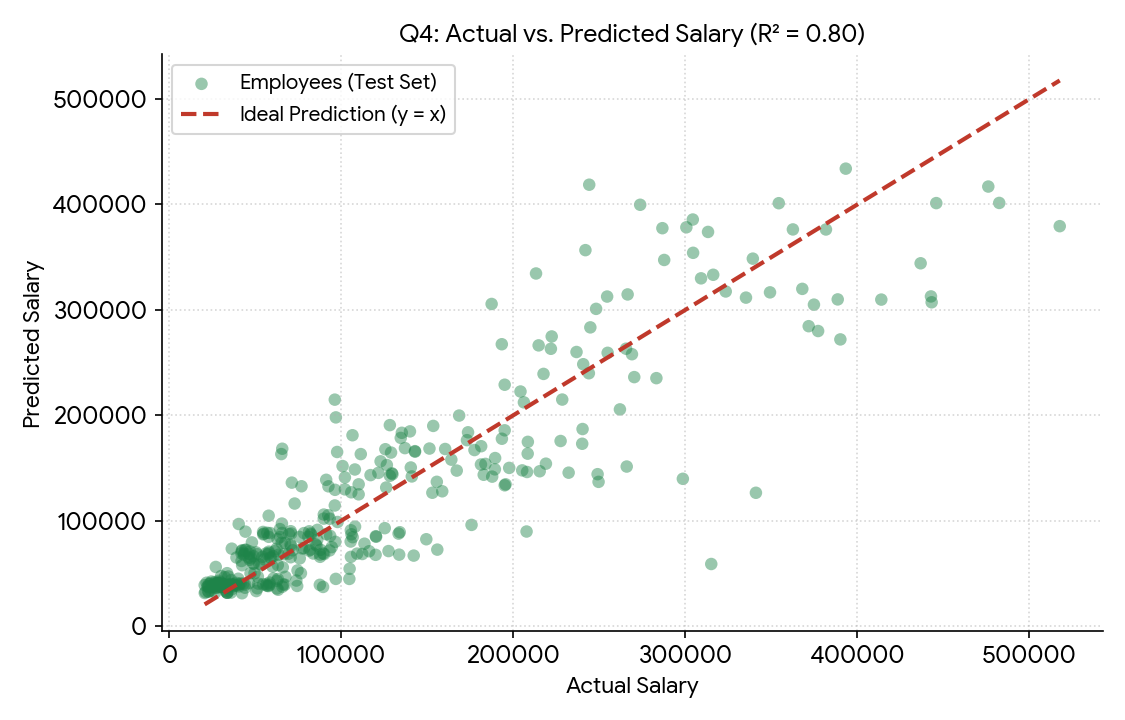 Q4: Actual vs. Predicted Salary (R² = 0.80)
Employees (Test Set)
Ideal Prediction (y = x)
500000
400000
300000
200000
100000
0
Predicted Salary
0 100000 200000 300000 400000 500000
Actual Salary